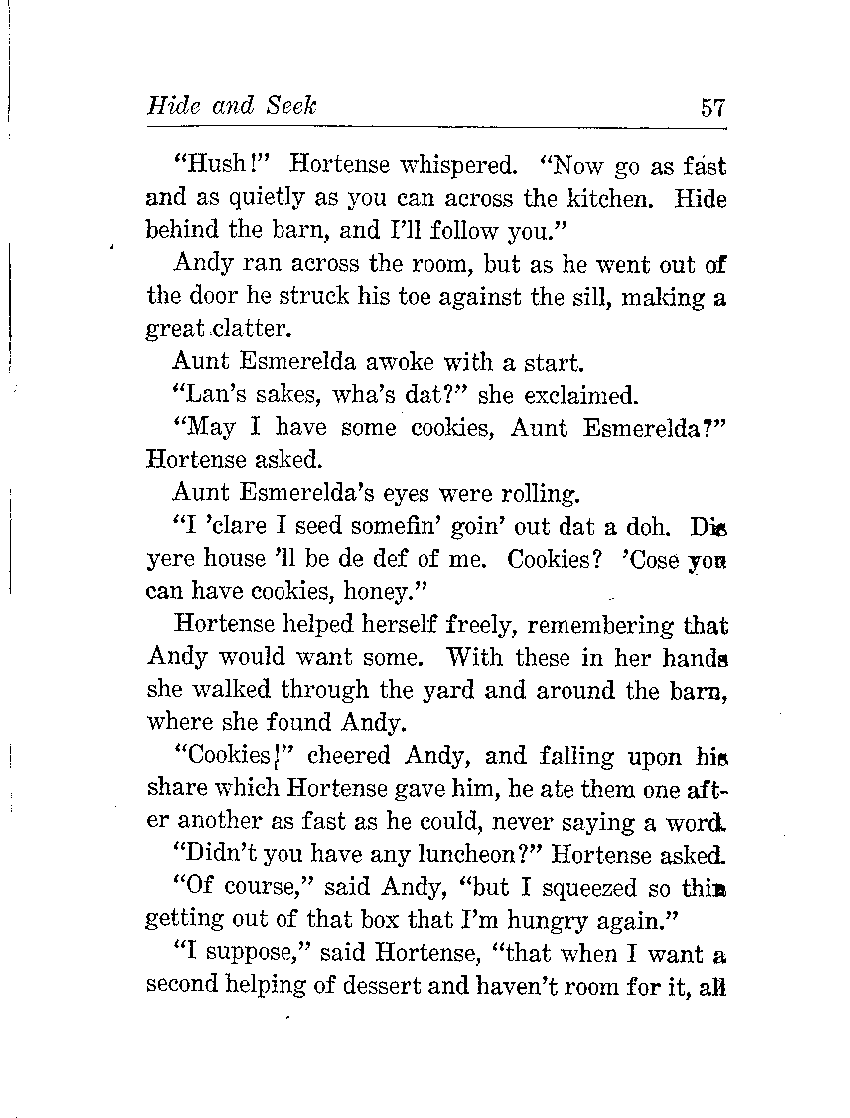 Hide and Seek 57
“Hush!” Hortense whispered. “Now go as fast
and as quietly as you can across the kitchen. Hide
behind the barn, and I’ll follow you.”
Andy ran across the room, but as he went out of
the door he struck his toe against the sill, making a
great clatter.
Aunt Esmerelda awoke with a start.
“Lan’s sakes, wha’s dat?” she exclaimed.
“May I have some cookies, Aunt Esmerelda?”
Hortense asked.
Aunt Esmerelda’s eyes were rolling.
“I ’clare I seed somefin’ goin’ out dat a doh. Dis
yere house ’ll be de def of me. Cookies? ’Cose you
can have cookies, honey.”
Hortense helped herself freely, remembering that
Andy would want some. With these in her hands
she walked through the yard and around the barn,
where she found Andy.
“Cookies!” cheered Andy, and falling upon his
share which Hortense gave him, he ate them one aft-
er another as fast as he could, never saying a word.
“Didn’t you have any luncheon?” Hortense asked.
“Of course,” said Andy, “but I squeezed so thin
getting out of that box that I’m hungry again.”
“I suppose,” said Hortense, “that when I want a
second helping of dessert and haven’t room for it, all